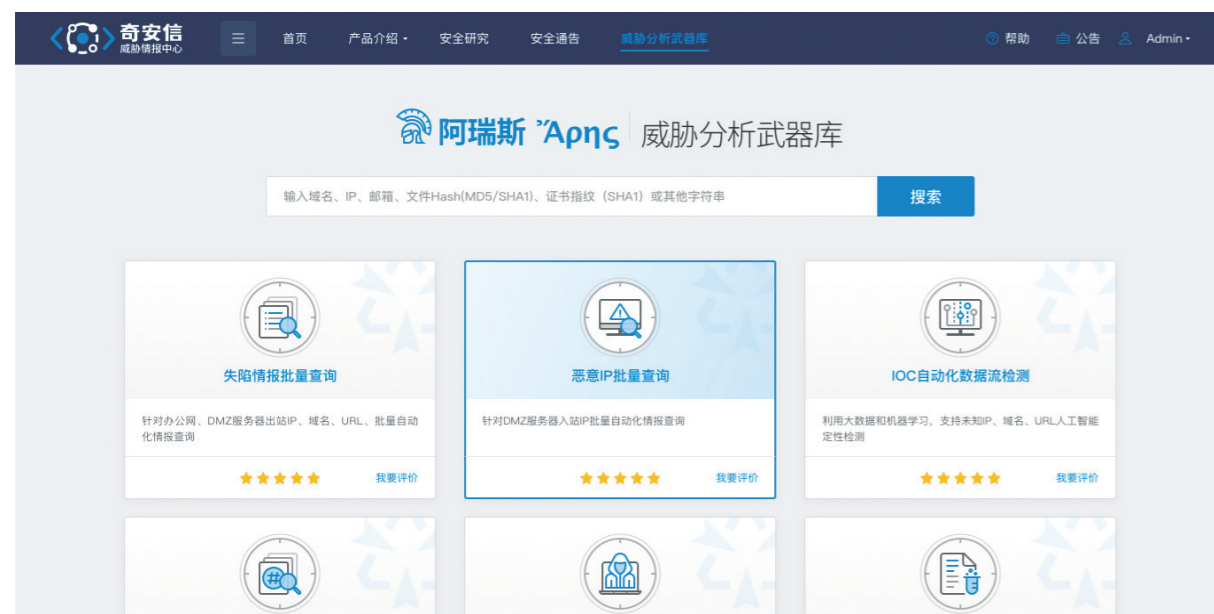 奇安信
威胁情报中心
首页 产品介绍 安全研究 安全通告 威胁分析武器库 帮助 公告 Admin
阿瑞斯 Ἄρης 威胁分析武器库
输入域名、IP、邮箱、文件Hash(MD5/SHA1)、证书指纹（SHA1）或其他字符串 搜索
失陷情报批量查询
针对办公网、DMZ服务器出站IP、域名、URL、批量自动
化情报查询
我要评价
恶意IP批量查询
针对DMZ服务器入站IP批量自动化情报查询
我要评价
IOC自动化数据流检测
利用大数据和机器学习，支持未知IP、域名、URL人工智能
定性检测
我要评价
#